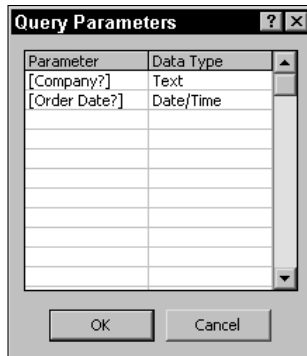 Query Parameters
Parameter Data Type
[Company?] Text
[Order Date?] Date/Time
OK Cancel